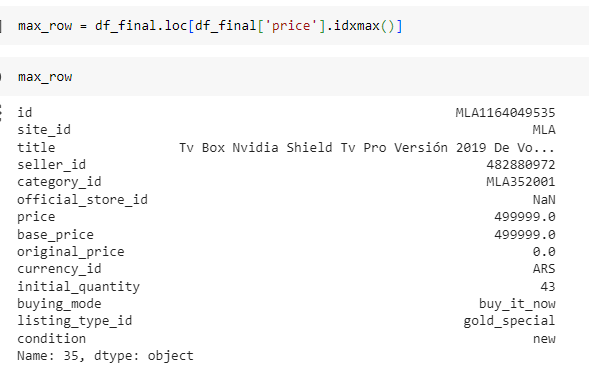 max_row = df_final.loc[df_final['price'].idxmax()]
max_row
id MLA1164049535
site_id MLA
title Tv Box Nvidia Shield Tv Pro Versión 2019 De Vo...
seller_id 482880972
category_id MLA352001
official_store_id NaN
price 499999.0
base_price 499999.0
original_price 0.0
currency_id ARS
initial_quantity 43
buying_mode buy_it_now
listing_type_id gold_special
condition new
Name: 35, dtype: object